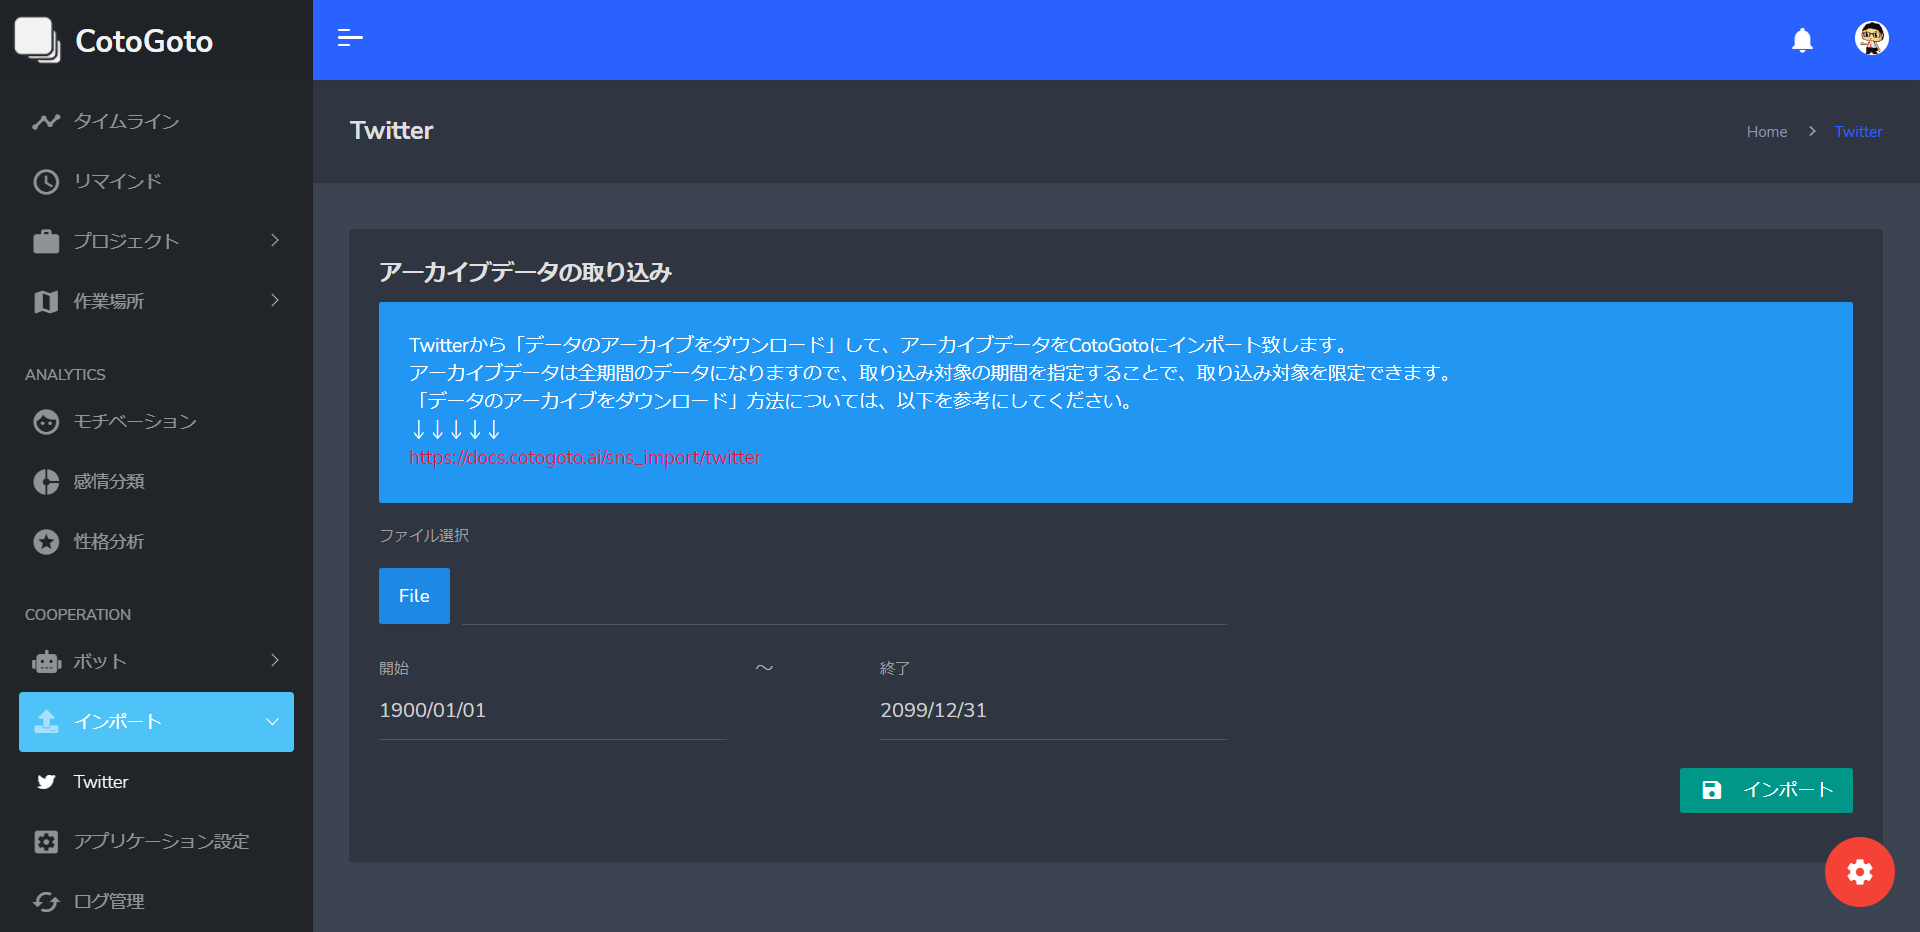 CotoGoto
タイムライン
リマインド
プロジェクト
作業場所
ANALYTICS
モチベーション
感情分類
性格分析
COOPERATION
ボット
インポート
Twitter
アプリケーション設定
ログ管理
Twitter
Home > Twitter
アーカイブデータの取り込み
Twitterから「データのアーカイブをダウンロード」して、アーカイブデータをCotoGotoにインポート致します。
アーカイブデータは全期間のデータになりますので、取り込み対象の期間を指定することで、取り込み対象を限定できます。
「データのアーカイブをダウンロード」方法については、以下を参考にしてください。
↓↓↓↓↓
https://docs.cotogoto.ai/sns_import/twitter
ファイル選択
File
開始 ～ 終了
1900/01/01 2099/12/31
インポート